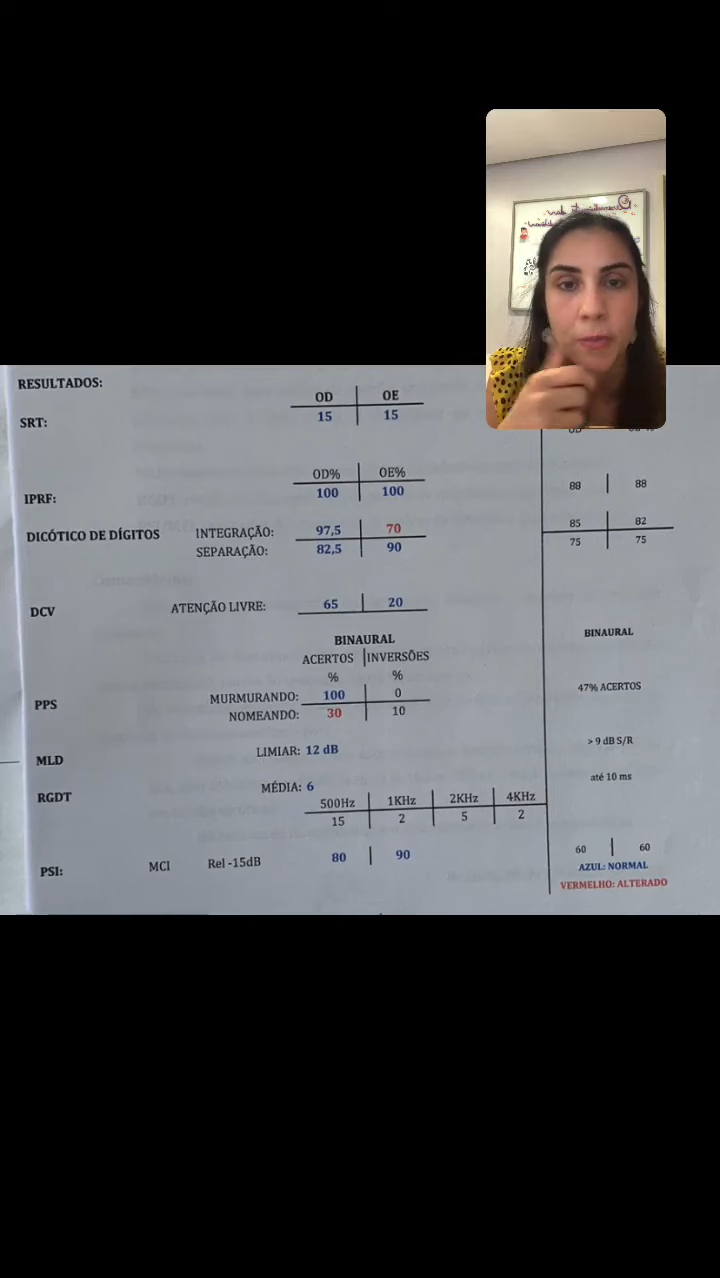 RESULTADOS:
OD OE
SRT: 15 15
OD% OE%
IPRF: 100 100 88 88
DICÓTICO DE DÍGITOS INTEGRAÇÃO: 97,5 70 85 82
SEPARAÇÃO: 82,5 90 75 75
DCV ATENÇÃO LIVRE: 65 20
BINAURAL BINAURAL
ACERTOS INVERSÕES
% %
PPS MURMURANDO: 100 0 47% ACERTOS
NOMEANDO: 30 10
MLD LIMIAR: 12 dB > 9 dB S/R
RGDT MÉDIA: 6 até 10 ms
500Hz 1KHz 2KHz 4KHz
15 2 5 2
PSI: MCI Rel -15dB 80 90 60 60
AZUL: NORMAL
VERMELHO: ALTERADO